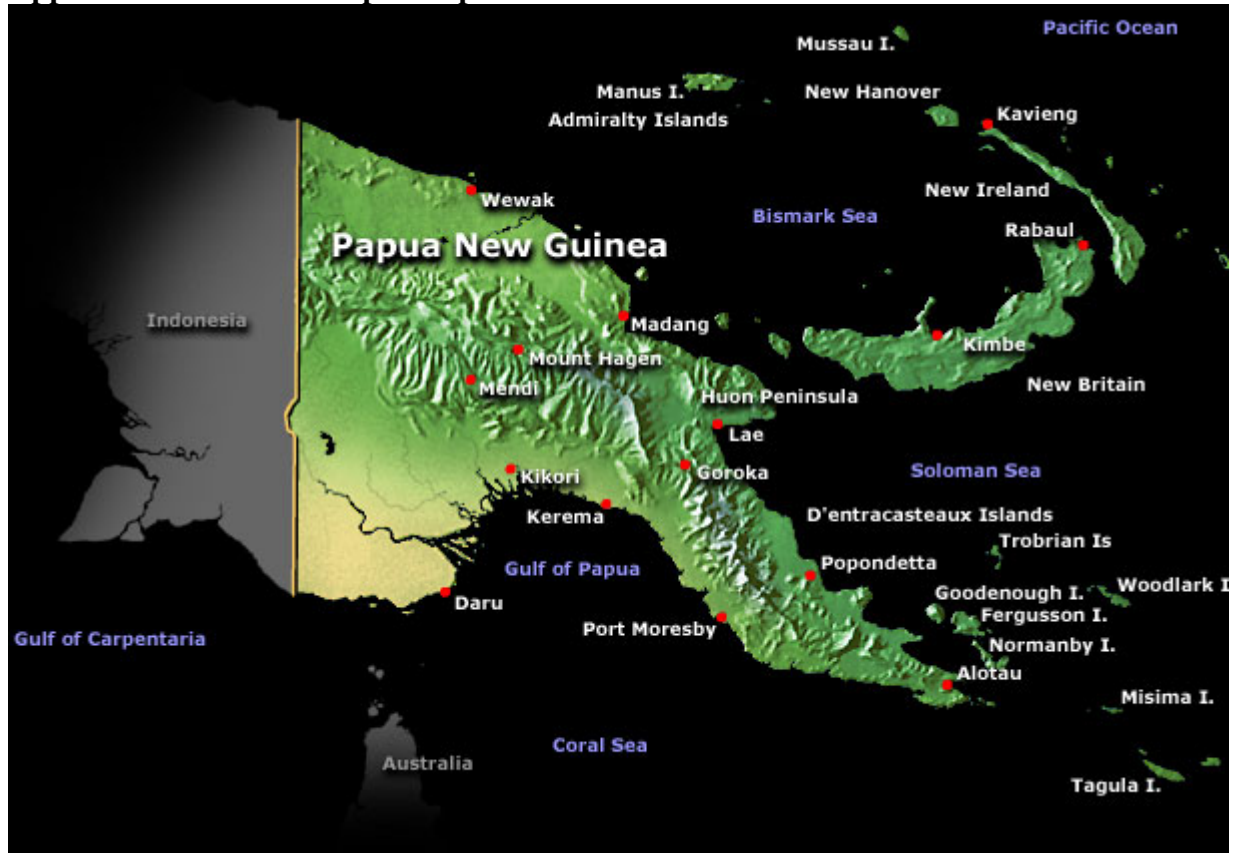 Pacific Ocean
Mussau I.
Manus I.
New Hanover
Admiralty Islands
Kavieng
New Ireland
Wewak
Bismark Sea
Rabaul
Papua New Guinea
Indonesia
Madang
Mount Hagen
Kimbe
Mendi
New Britain
Huon Peninsula
Lae
Soloman Sea
Goroka
Kikori
Kerema
D'entracasteaux Islands
Trobrian Is
Gulf of Papua
Popondetta
Woodlark I
Goodenough I.
Daru
Fergusson I.
Port Moresby
Gulf of Carpentaria
Normanby I.
Alotau
Misima I.
Coral Sea
Australia
Tagula I.